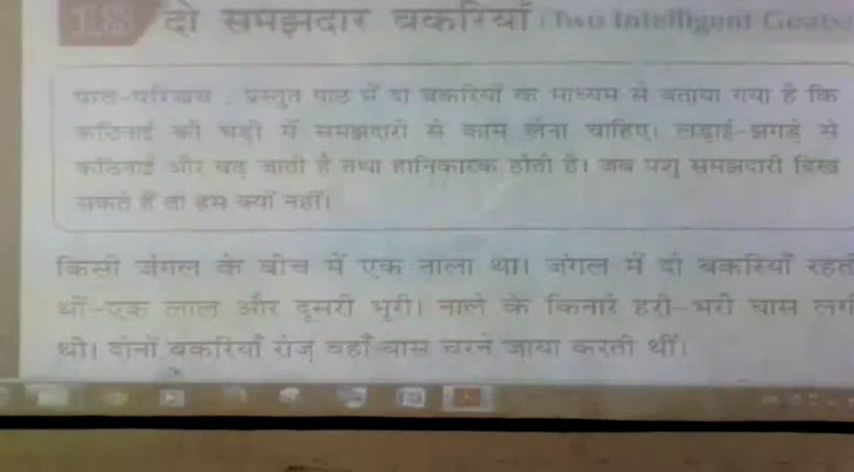 18 दो समझदार बकरियाँ (Two Intelligent Goats
पाठ-परिचय : प्रस्तुत पाठ में दो बकरियों के माध्यम से बताया गया है कि
कठिनाई की घड़ी में समझदारी से काम लेना चाहिए। लड़ाई-झगड़े से
कठिनाई और बढ़ जाती है तथा हानिकारक होती है। जब पशु समझदारी दिखा
सकते हैं तो हम क्यों नहीं।
किसी जंगल के बीच में एक नाला था। जंगल में दो बकरियाँ रहती
थीं-एक लाल और दूसरी भूरी। नाले के किनारे हरी-भरी घास लगी
थी। दोनों बकरियाँ रोज़ वहाँ घास चरने जाया करती थीं।